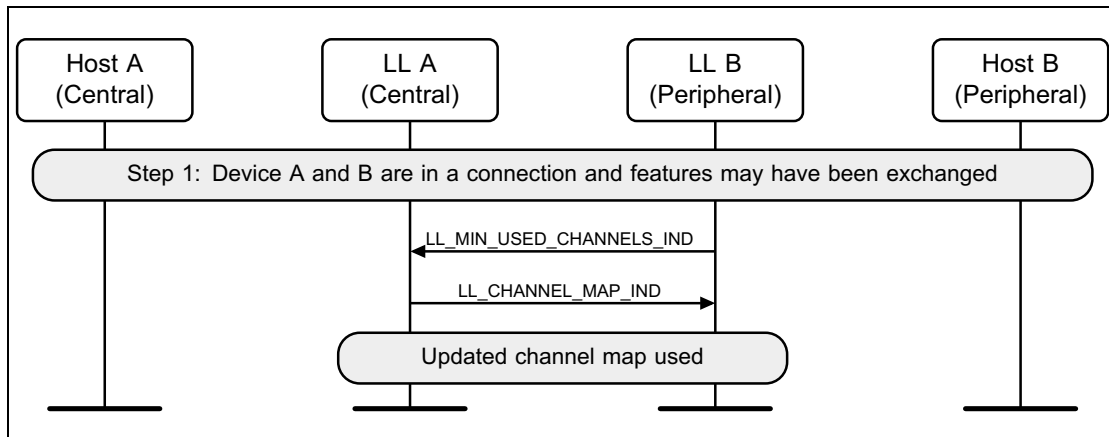 Host A
(Central)
LL A
(Central)
LL B
(Peripheral)
Host B
(Peripheral)
Step 1: Device A and B are in a connection and features may have been exchanged
LL_MIN_USED_CHANNELS_IND
LL_CHANNEL_MAP_IND
Updated channel map used